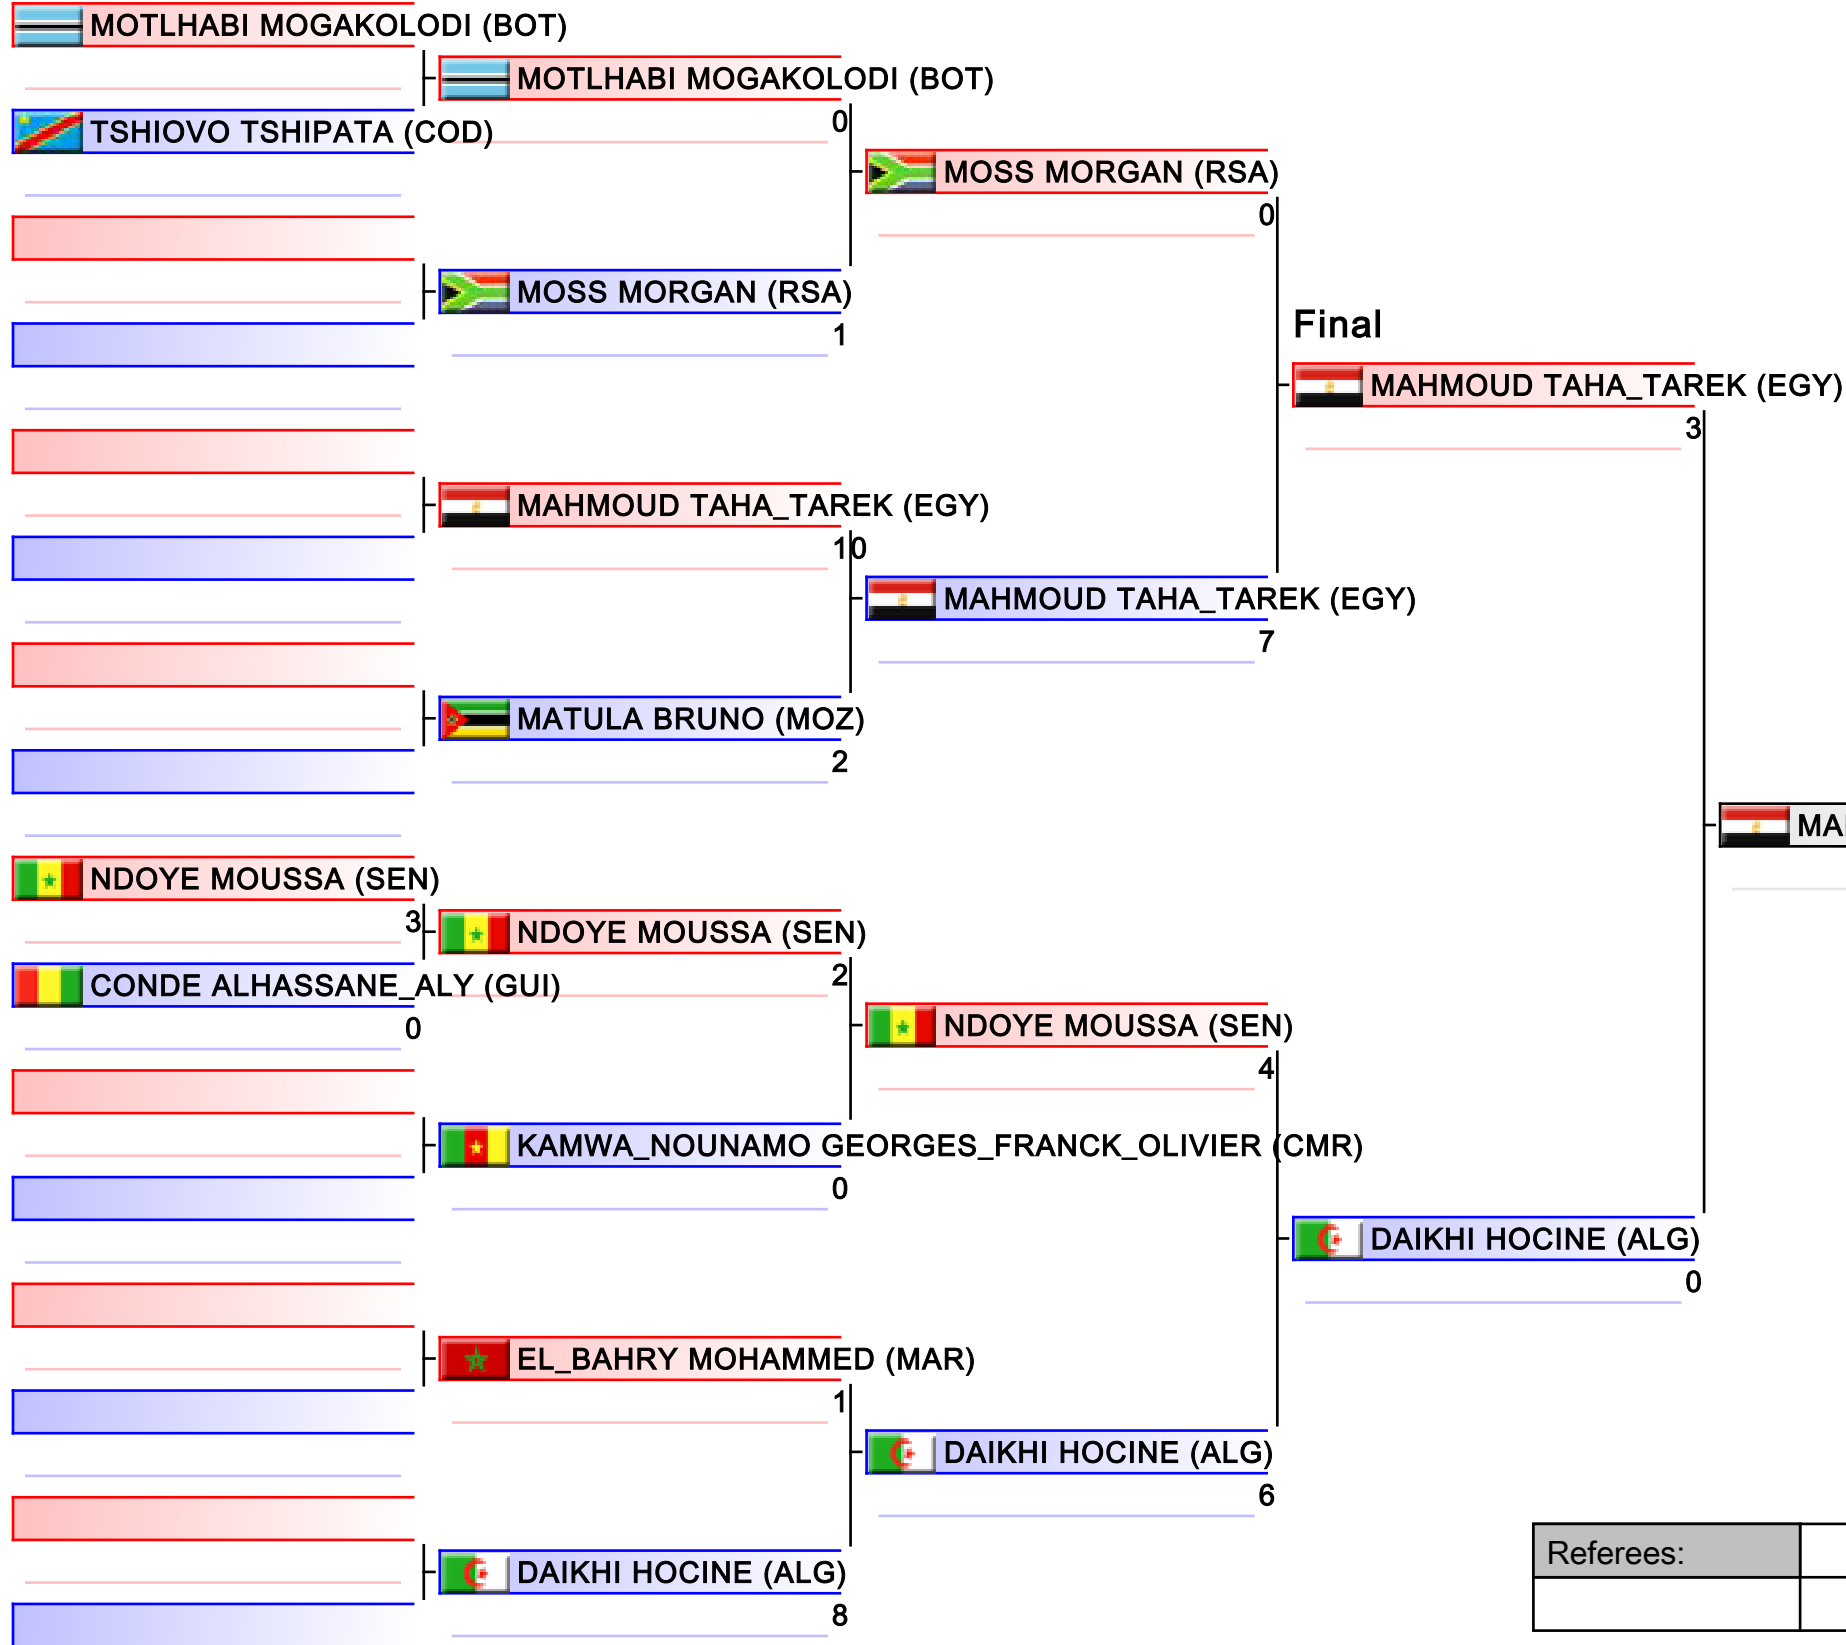 MOTLHABI MOGAKOLODI (BOT)
MOTLHABI MOGAKOLODI (BOT)
0
TSHIOVO TSHIPATA (COD)
MOSS MORGAN (RSA)
0
MOSS MORGAN (RSA)
1
Final
MAHMOUD TAHA_TAREK (EGY)
3
MAHMOUD TAHA_TAREK (EGY)
10
MAHMOUD TAHA_TAREK (EGY)
7
MATULA BRUNO (MOZ)
2
NDOYE MOUSSA (SEN)
3
NDOYE MOUSSA (SEN)
2
CONDE ALHASSANE_ALY (GUI)
0
NDOYE MOUSSA (SEN)
4
KAMWA_NOUNAMO GEORGES_FRANCK_OLIVIER (CMR)
0
DAIKHI HOCINE (ALG)
0
EL_BAHRY MOHAMMED (MAR)
1
DAIKHI HOCINE (ALG)
6
DAIKHI HOCINE (ALG)
8
Referees: